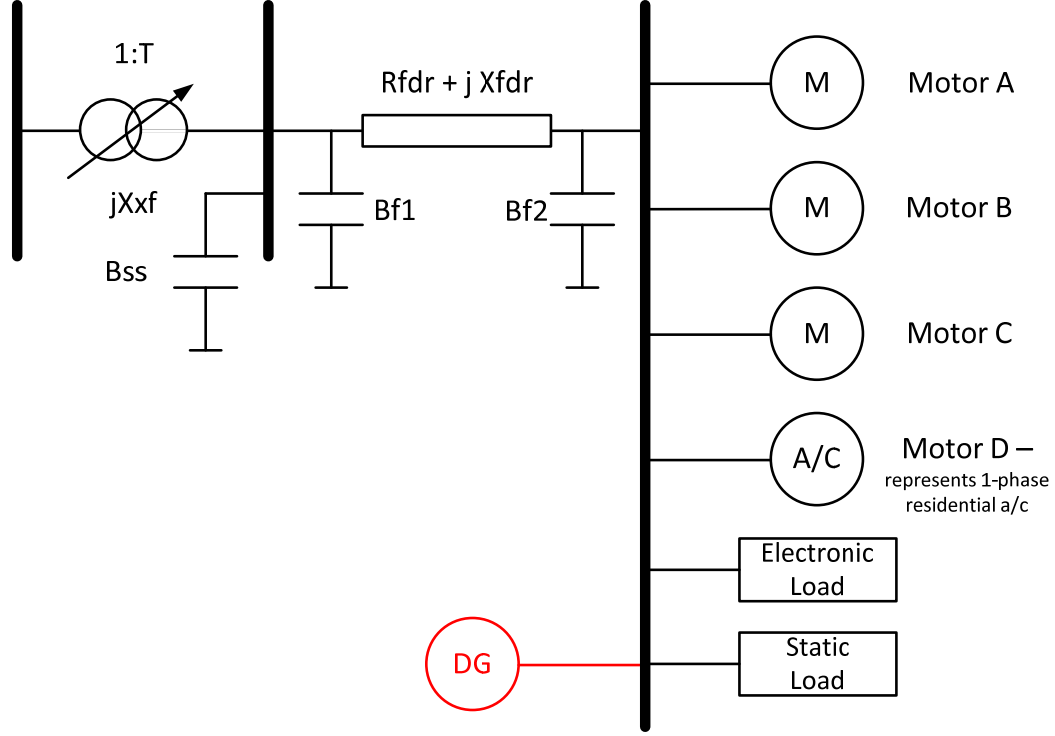 1:T
jXxf
Bss
Rfdr + j Xfdr
Bf1
Bf2
M
Motor A
M
Motor B
M
Motor C
A/C
Motor D –
represents 1-phase
residential a/c
Electronic
Load
DG
Static
Load